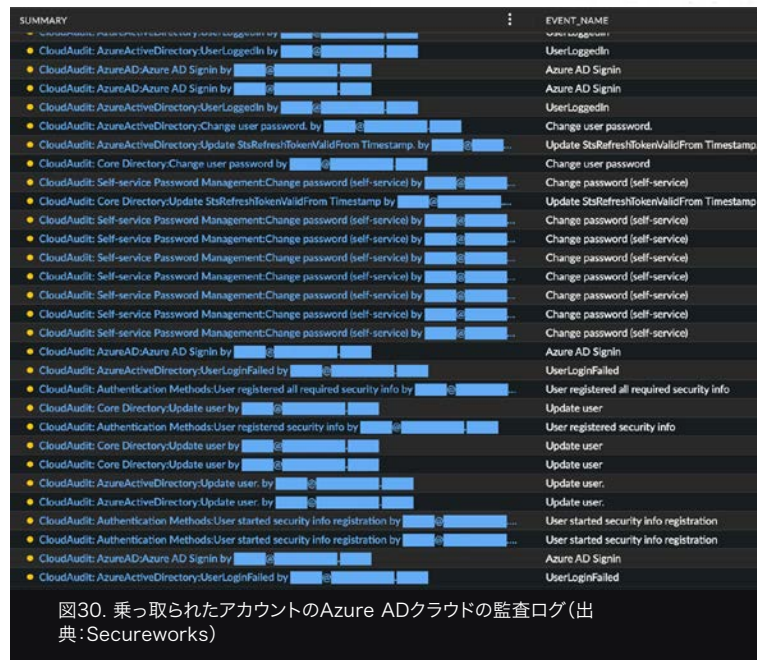 SUMMARY EVENT_NAME
UserLoggedIn
CloudAudit: AzureActiveDirectory:UserLoggedIn by @ . UserLoggedIn
CloudAudit: AzureAD:Azure AD Signin by @ . Azure AD Signin
CloudAudit: AzureAD:Azure AD Signin by @ . Azure AD Signin
CloudAudit: AzureActiveDirectory:UserLoggedIn by @ . UserLoggedIn
CloudAudit: AzureActiveDirectory:Change user password. by @ . Change user password.
CloudAudit: AzureActiveDirectory:Update StsRefreshTokenValidFrom Timestamp. by @ ... Update StsRefreshTokenValidFrom Timestamp.
CloudAudit: Core Directory:Change user password by @ . Change user password
CloudAudit: Self-service Password Management:Change password (self-service) by @ ... Change password (self-service)
CloudAudit: Core Directory:Update StsRefreshTokenValidFrom Timestamp by @ ... Update StsRefreshTokenValidFrom Timestamp
CloudAudit: Self-service Password Management:Change password (self-service) by @ ... Change password (self-service)
CloudAudit: Self-service Password Management:Change password (self-service) by @ ... Change password (self-service)
CloudAudit: Self-service Password Management:Change password (self-service) by @ ... Change password (self-service)
CloudAudit: Self-service Password Management:Change password (self-service) by @ ... Change password (self-service)
CloudAudit: Self-service Password Management:Change password (self-service) by @ ... Change password (self-service)
CloudAudit: Self-service Password Management:Change password (self-service) by @ ... Change password (self-service)
CloudAudit: Self-service Password Management:Change password (self-service) by @ ... Change password (self-service)
CloudAudit: AzureAD:Azure AD Signin by @ . Azure AD Signin
CloudAudit: AzureActiveDirectory:UserLoginFailed by @ . UserLoginFailed
CloudAudit: Authentication Methods:User registered all required security info by @ ... User registered all required security info
CloudAudit: Core Directory:Update user by @ . Update user
CloudAudit: Authentication Methods:User registered security info by @ . User registered security info
CloudAudit: Core Directory:Update user by @ . Update user
CloudAudit: Core Directory:Update user by @ . Update user
CloudAudit: AzureActiveDirectory:Update user. by @ . Update user.
CloudAudit: AzureActiveDirectory:Update user. by @ . Update user.
CloudAudit: Authentication Methods:User started security info registration by @ ... User started security info registration
CloudAudit: Authentication Methods:User started security info registration by @ ... User started security info registration
CloudAudit: AzureAD:Azure AD Signin by @ . Azure AD Signin
CloudAudit: AzureActiveDirectory:UserLoginFailed by @ . UserLoginFailed
図30. 乗っ取られたアカウントのAzure ADクラウドの監査ログ（出
典：Secureworks）